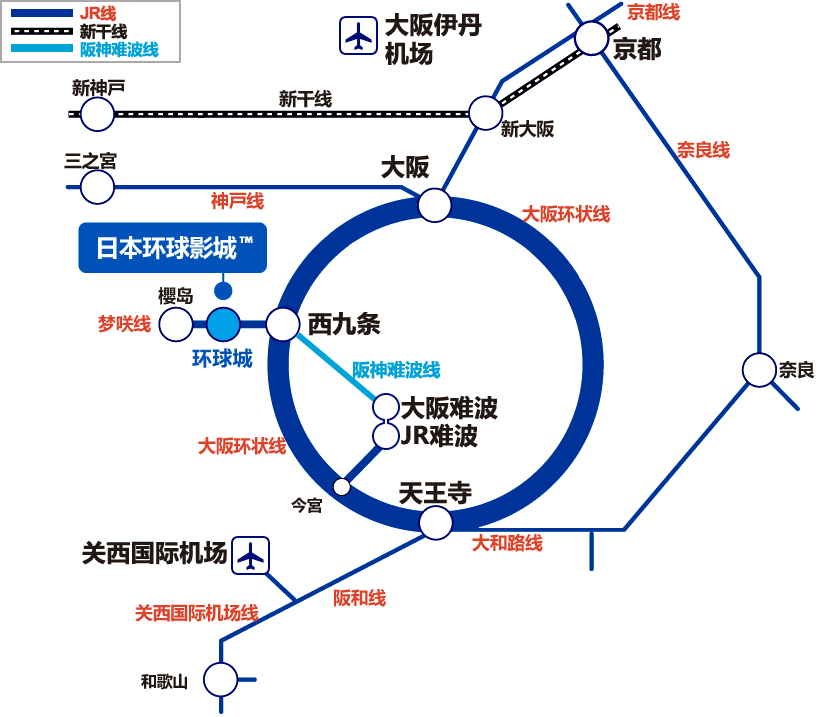 JR线
新干线
阪神难波线
大阪伊丹
机场
京都线
京都
新神戸
新干线
新大阪
三之宮
大阪
奈良线
神戸线
大阪环状线
日本环球影城™
櫻岛
梦咲线
西九条
环球城
阪神难波线
奈良
大阪难波
JR难波
大阪环状线
今宮
天王寺
大和路线
关西国际机场
阪和线
关西国际机场线
和歌山